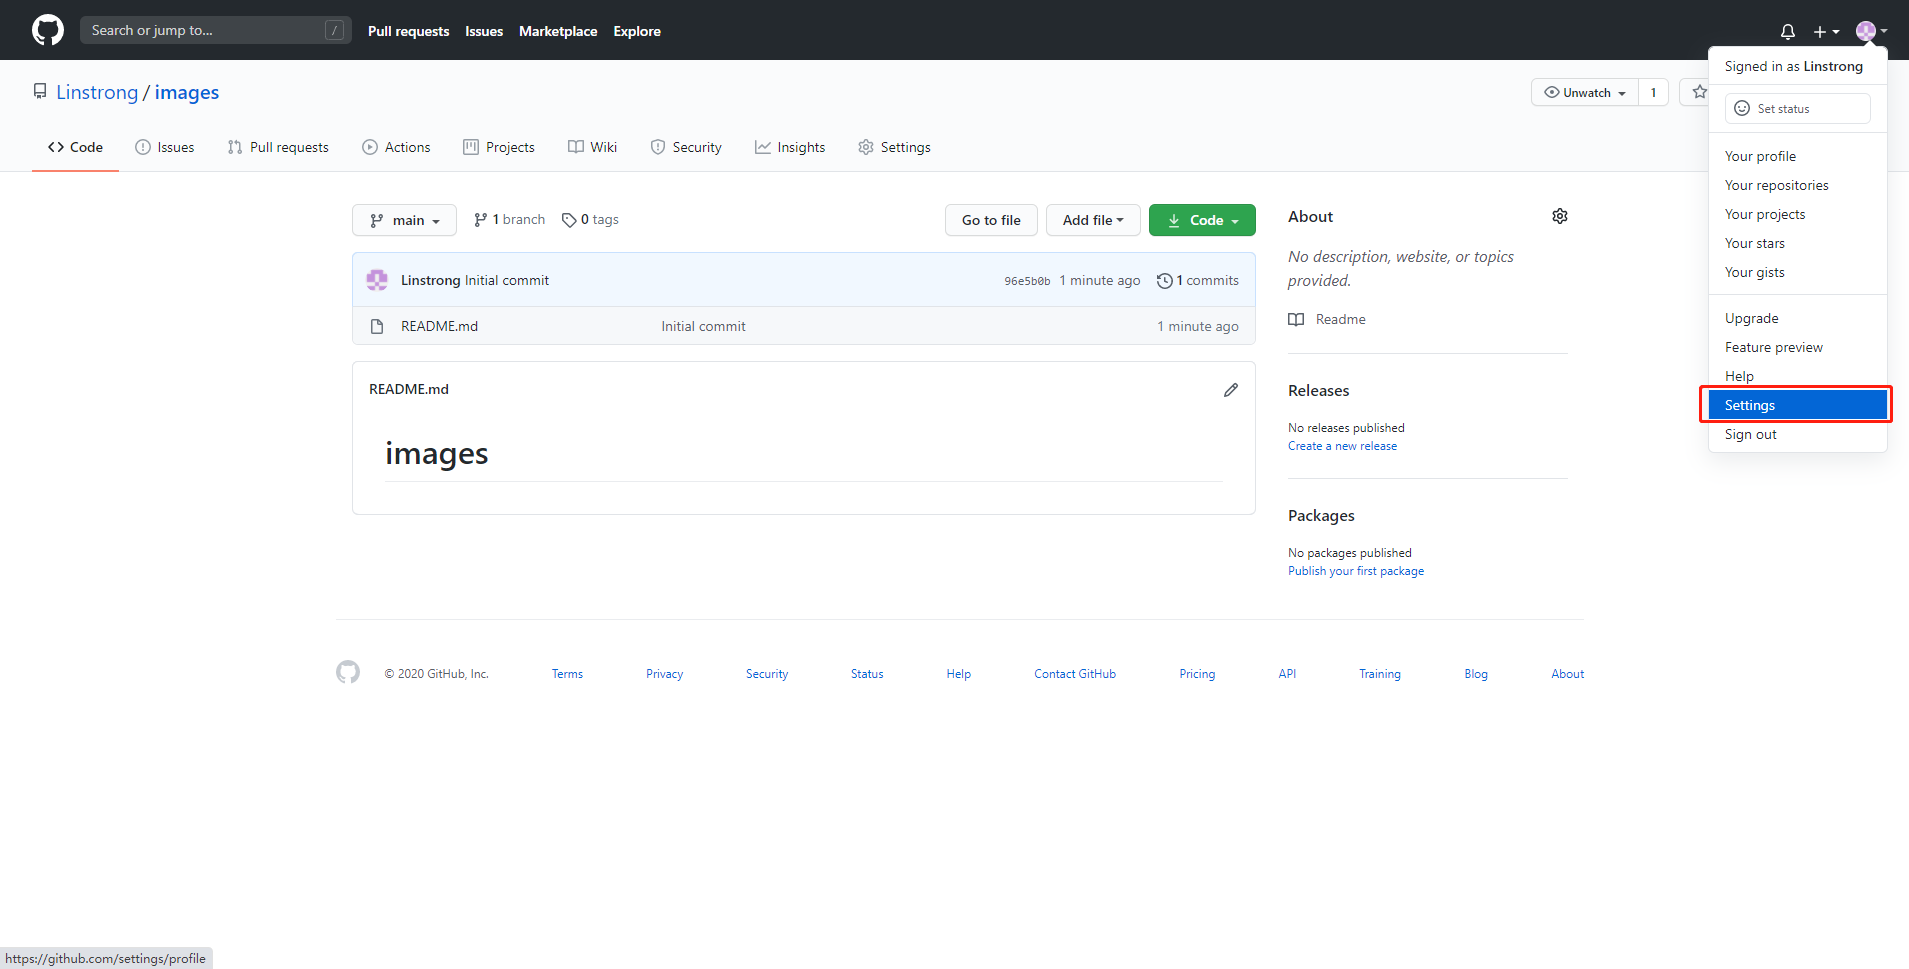 Search or jump to... /
Pull requests Issues Marketplace Explore
Signed in as Linstrong
Set status
Your profile
Your repositories
Your projects
Your stars
Your gists
Upgrade
Feature preview
Help
Settings
Sign out
Linstrong / images
Unwatch 1
Code Issues Pull requests Actions Projects Wiki Security Insights Settings
main 1 branch 0 tags Go to file Add file Code
Linstrong Initial commit 96e5b0b 1 minute ago 1 commits
README.md Initial commit 1 minute ago
README.md
images
About
No description, website, or topics
provided.
Readme
Releases
No releases published
Create a new release
Packages
No packages published
Publish your first package
© 2020 GitHub, Inc. Terms Privacy Security Status Help Contact GitHub Pricing API Training Blog About
https://github.com/settings/profile